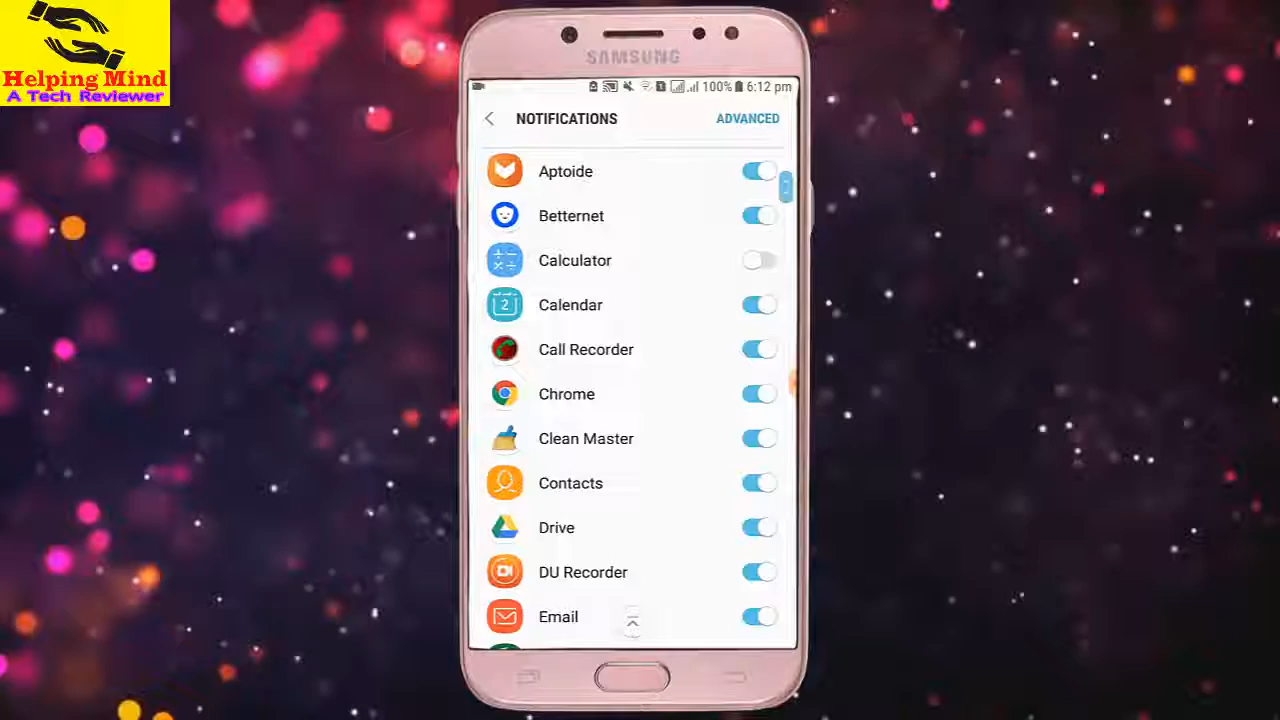 Helping Mind
A Tech Reviewer
SAMSUNG
100% 6:12 pm
NOTIFICATIONS
ADVANCED
Aptoide
Betternet
Calculator
2
Calendar
Call Recorder
Chrome
Clean Master
Contacts
Drive
DU Recorder
Email